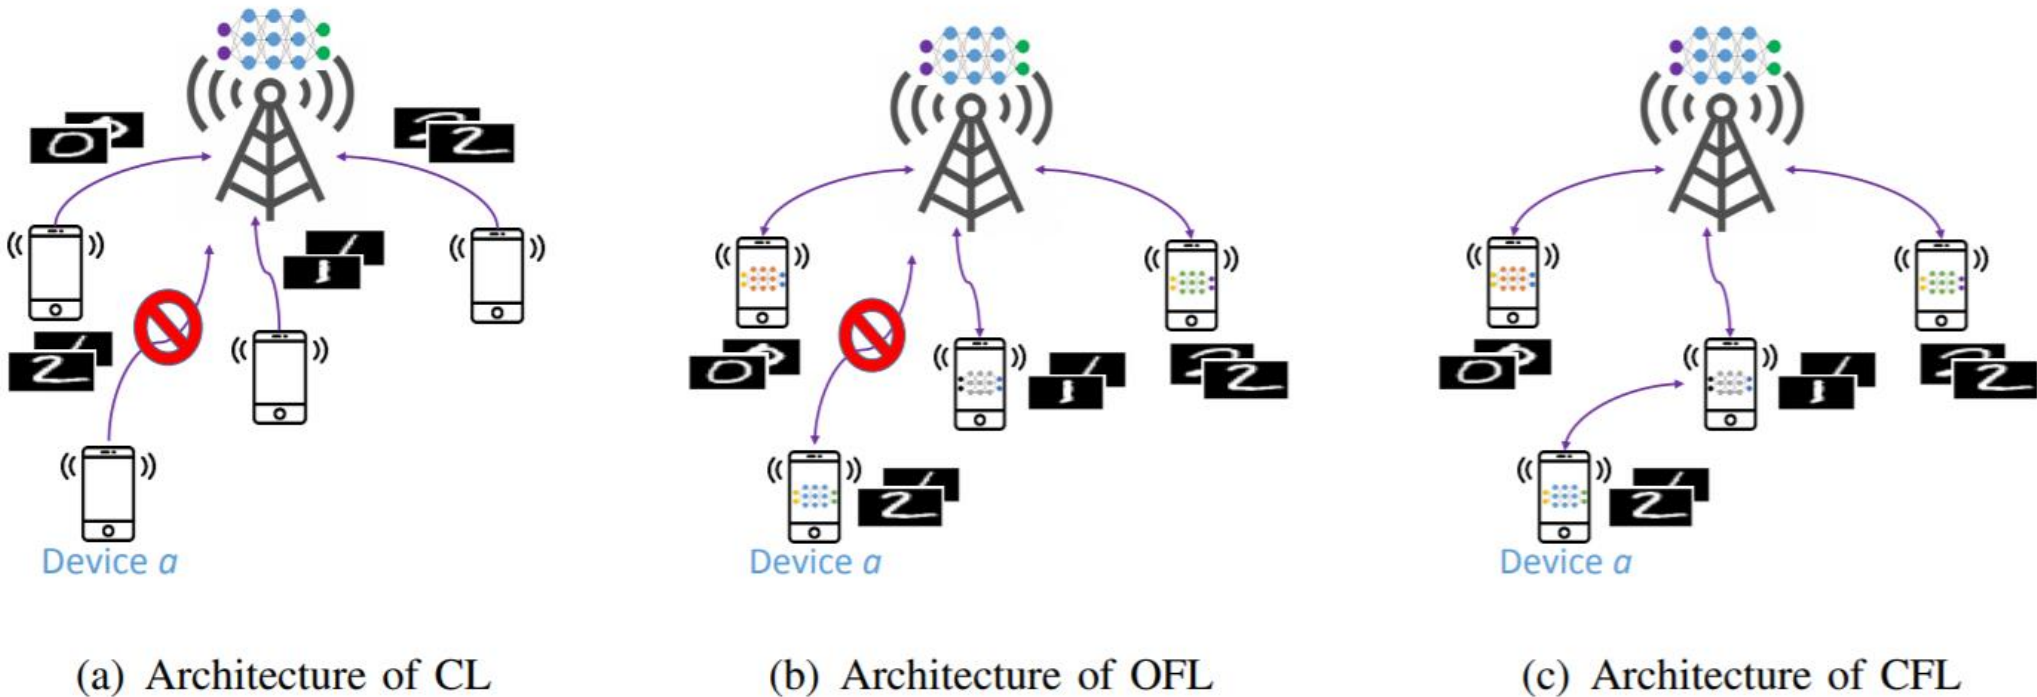 Device a
Device a
Device a
(a) Architecture of CL
(b) Architecture of OFL
(c) Architecture of CFL